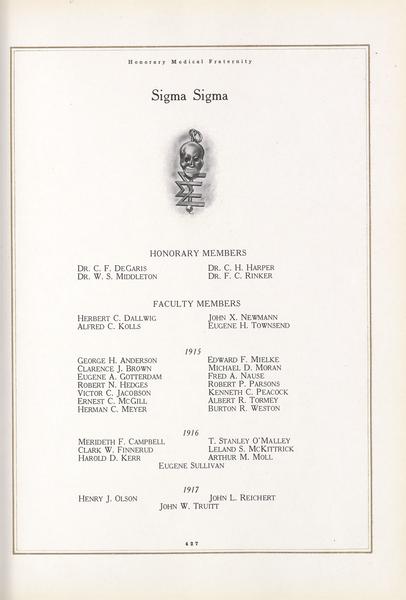 Honorary Medical Fraternity
Sigma Sigma
HONORARY MEMBERS
DR. C. F. DEGARIS DR. C. H. HARPER
DR. W. S. MIDDLETON DR. F. C. RINKER
FACULTY MEMBERS
HERBERT C. DALLWIG JOHN X. NEWMANN
ALFRED C. KOLLS EUGENE H. TOWNSEND
1915
GEORGE H. ANDERSON EDWARD F. MIELKE
CLARENCE J. BROWN MICHAEL D. MORAN
EUGENE A. GOTTERDAM FRED A. NAUSE
ROBERT N. HEDGES ROBERT P. PARSONS
VICTOR C. JACOBSON KENNETH C. PEACOCK
ERNEST C. MCGILL ALBERT R. TORMEY
HERMAN C. MEYER BURTON R. WESTON
1916
MERIDETH F. CAMPBELL T. STANLEY O'MALLEY
CLARK W. FINNERUD LELAND S. MCKITTRICK
HAROLD D. KERR ARTHUR M. MOLL
EUGENE SULLIVAN
1917
HENRY J. OLSON JOHN L. REICHERT
JOHN W. TRUITT
427